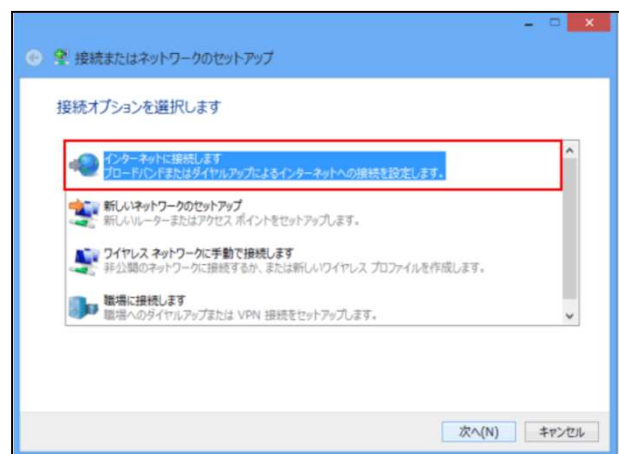 接続またはネットワークのセットアップ
接続オプションを選択します
インターネットに接続します
ブロードバンドまたはダイヤルアップによるインターネットへの接続を設定します。
新しいネットワークのセットアップ
新しいルーターまたはアクセス ポイントをセットアップします。
ワイヤレス ネットワークに手動で接続します
非公開のネットワークに接続するか、または新しいワイヤレス プロファイルを作成します。
職場に接続します
職場へのダイヤルアップまたは VPN 接続をセットアップします。
次へ(N) キャンセル